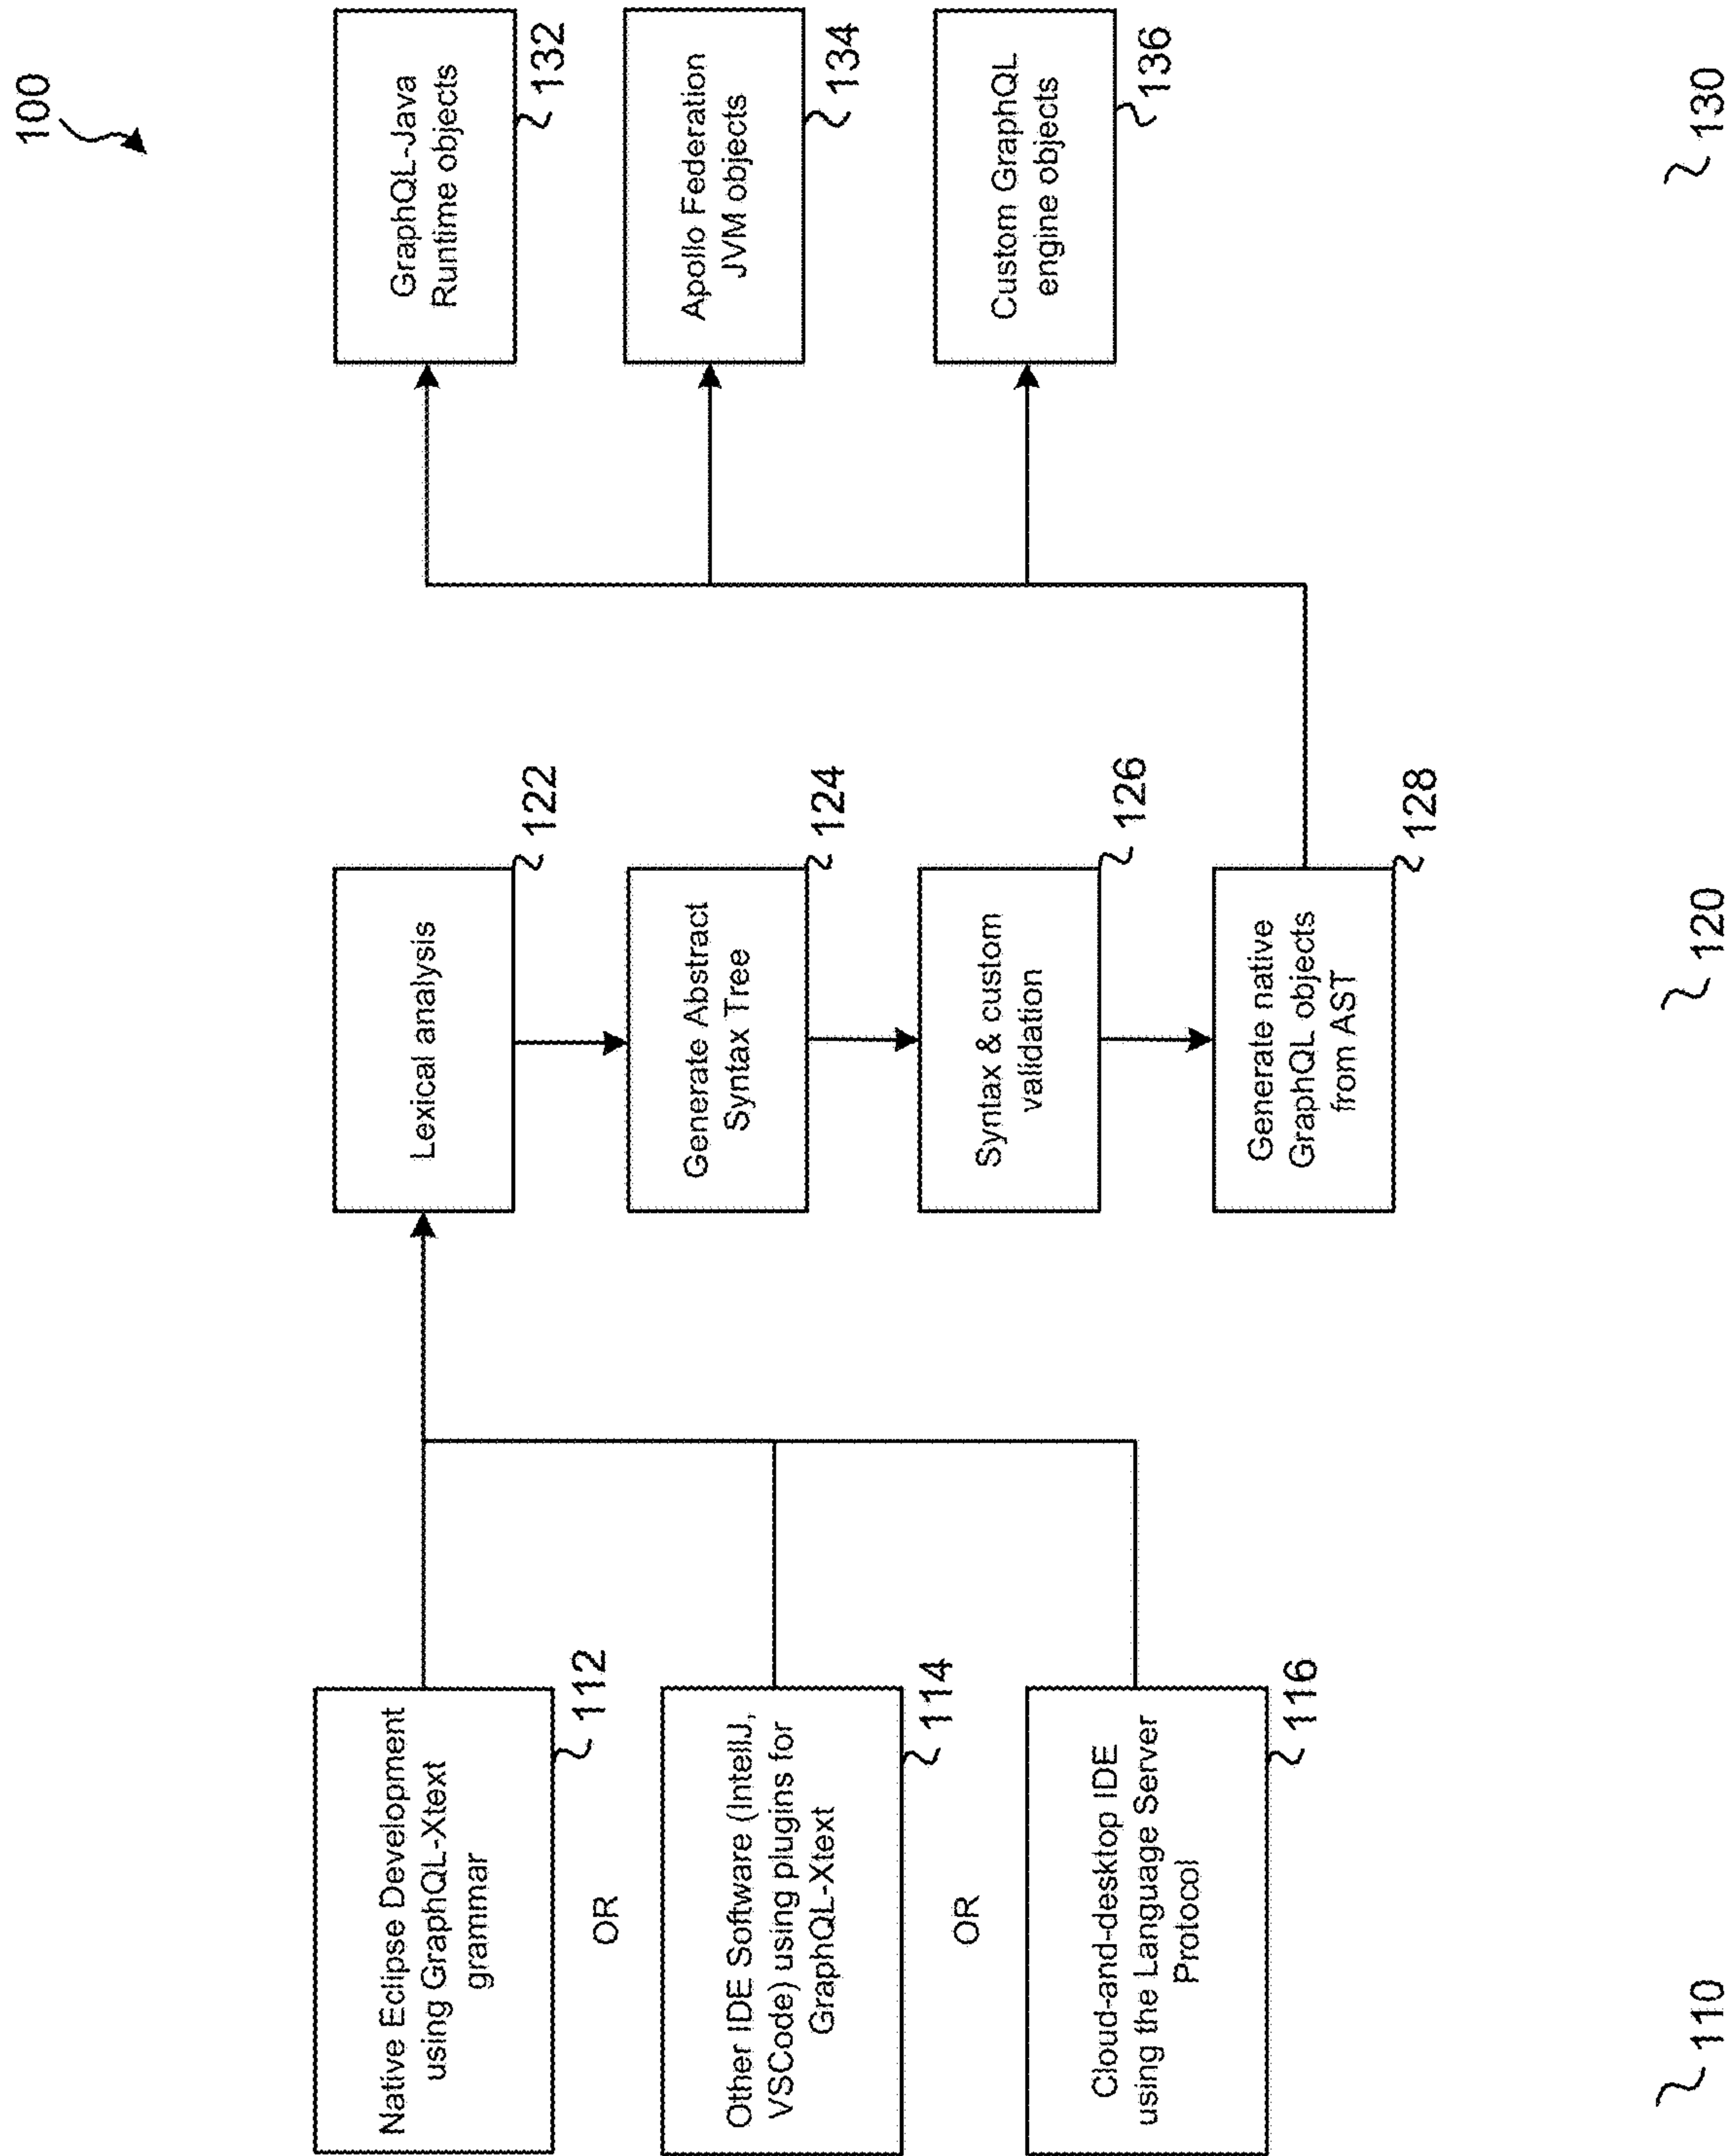 100
Native Eclipse Development
using GraphQL-Xtext
grammar
112
OR
Other IDE Software (IntelliJ,
VSCode) using plugins for
GraphQL-Xtext
114
OR
Cloud-and-desktop IDE
using the Language Server
Protocol
116
110
Lexical analysis
122
Generate Abstract
Syntax Tree
124
Syntax & custom
validation
126
Generate native
GraphQL objects
from AST
128
120
GraphQL-Java
Runtime objects
132
Apollo Federation
JVM objects
134
Custom GraphQL
engine objects
136
130